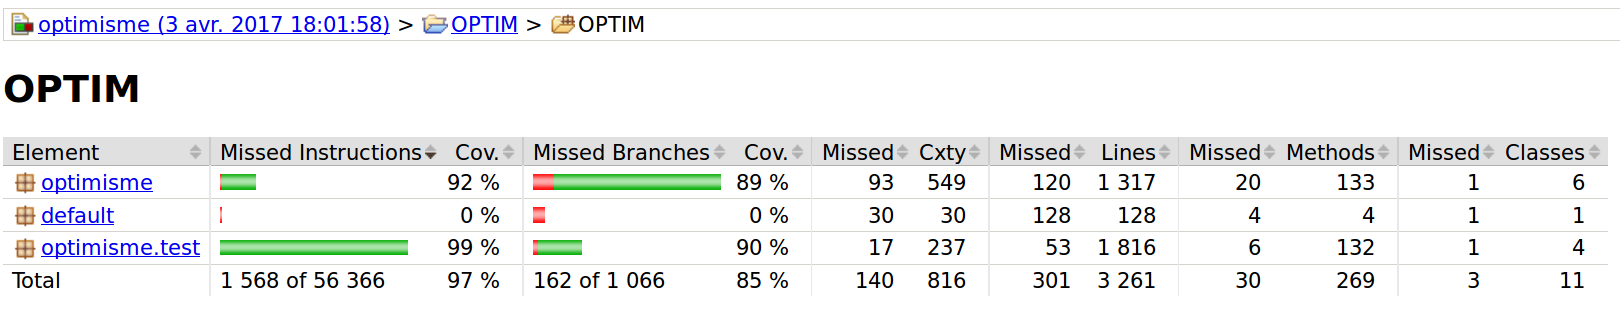 optimisme (3 avr. 2017 18:01:58) > OPTIM > OPTIM
OPTIM
Element Missed Instructions Cov. Missed Branches Cov. Missed Cxty Missed Lines Missed Methods Missed Classes
optimisme 92 % 89 % 93 549 120 1 317 20 133 1 6
default 0 % 0 % 30 30 128 128 4 4 1 1
optimisme.test 99 % 90 % 17 237 53 1 816 6 132 1 4
Total 1 568 of 56 366 97 % 162 of 1 066 85 % 140 816 301 3 261 30 269 3 11